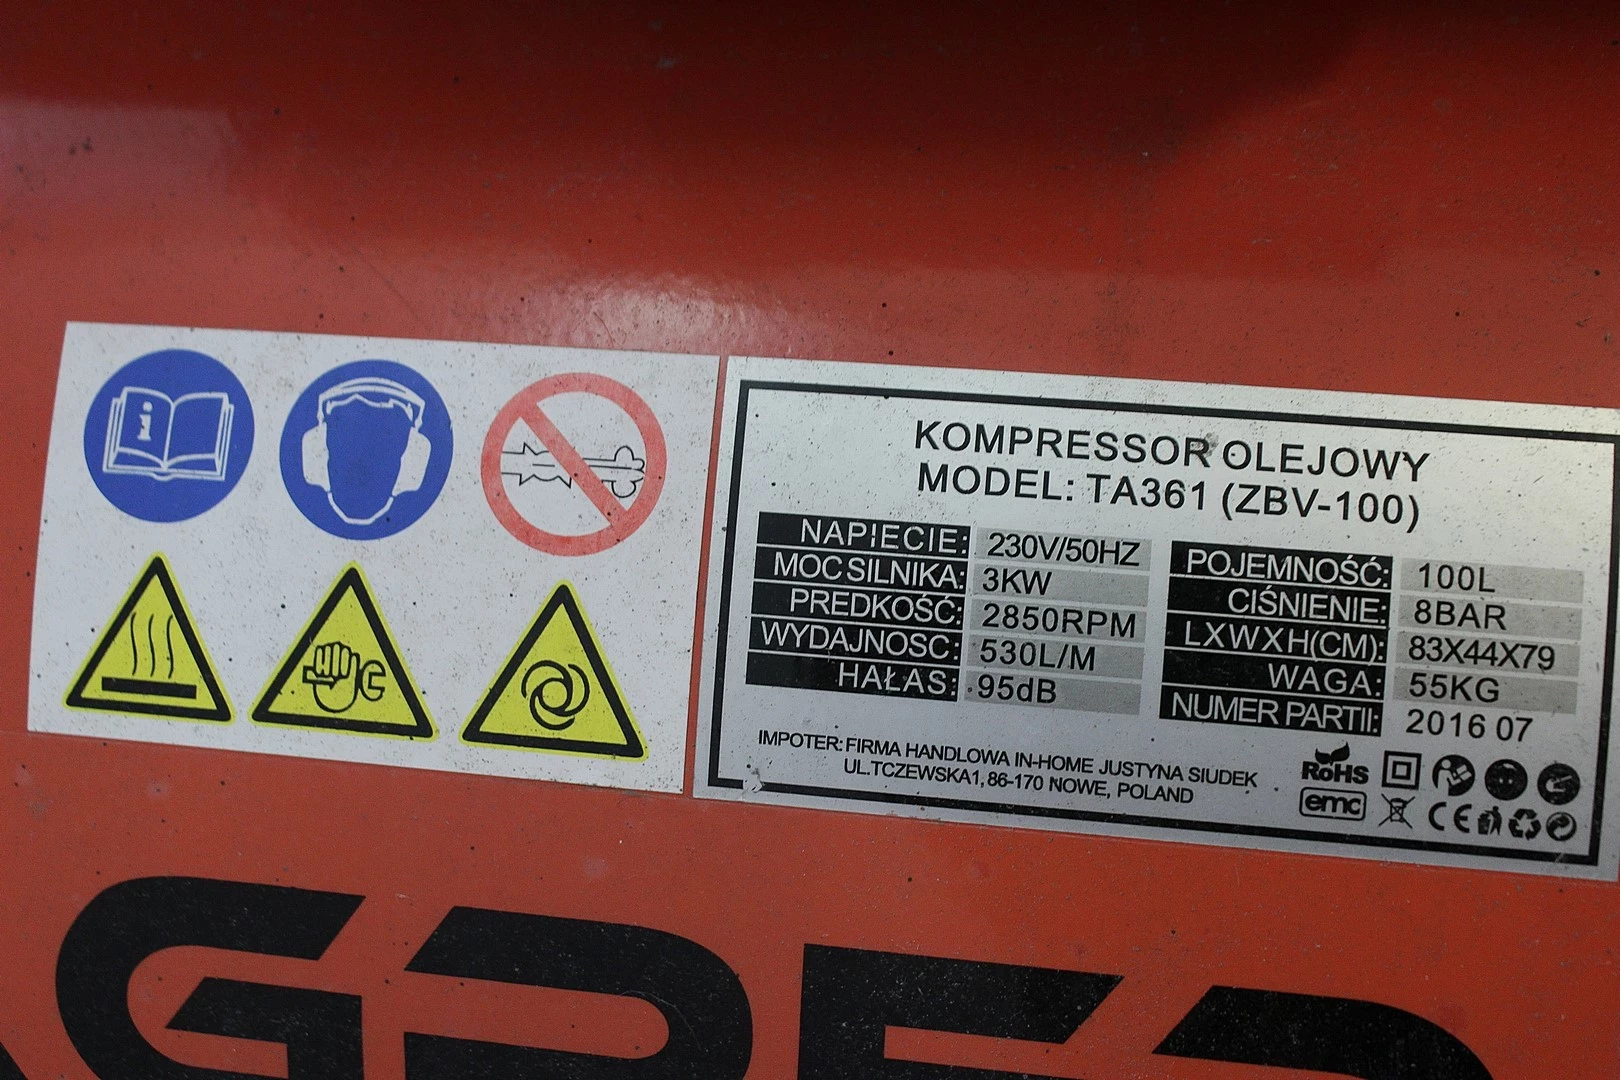 i
KOMPRESSOR OLEJOWY
MODEL: TA361 (ZBV-100)
NAPIECIE: 230V/50HZ
MOC SILNIKA: 3KW
PREDKOŚĆ: 2850RPM
WYDAJNOSC: 530L/M
HAŁAS: 95dB
POJEMNOŚĆ: 100L
CIŚNIENIE: 8BAR
LXWXH(CM): 83X44X79
WAGA: 55KG
NUMER PARTII: 2016 07
IMPOTER: FIRMA HANDLOWA IN-HOME JUSTYNA SIUDEK
UL.TCZEWSKA1, 86-170 NOWE, POLAND
RoHS
emc
CE